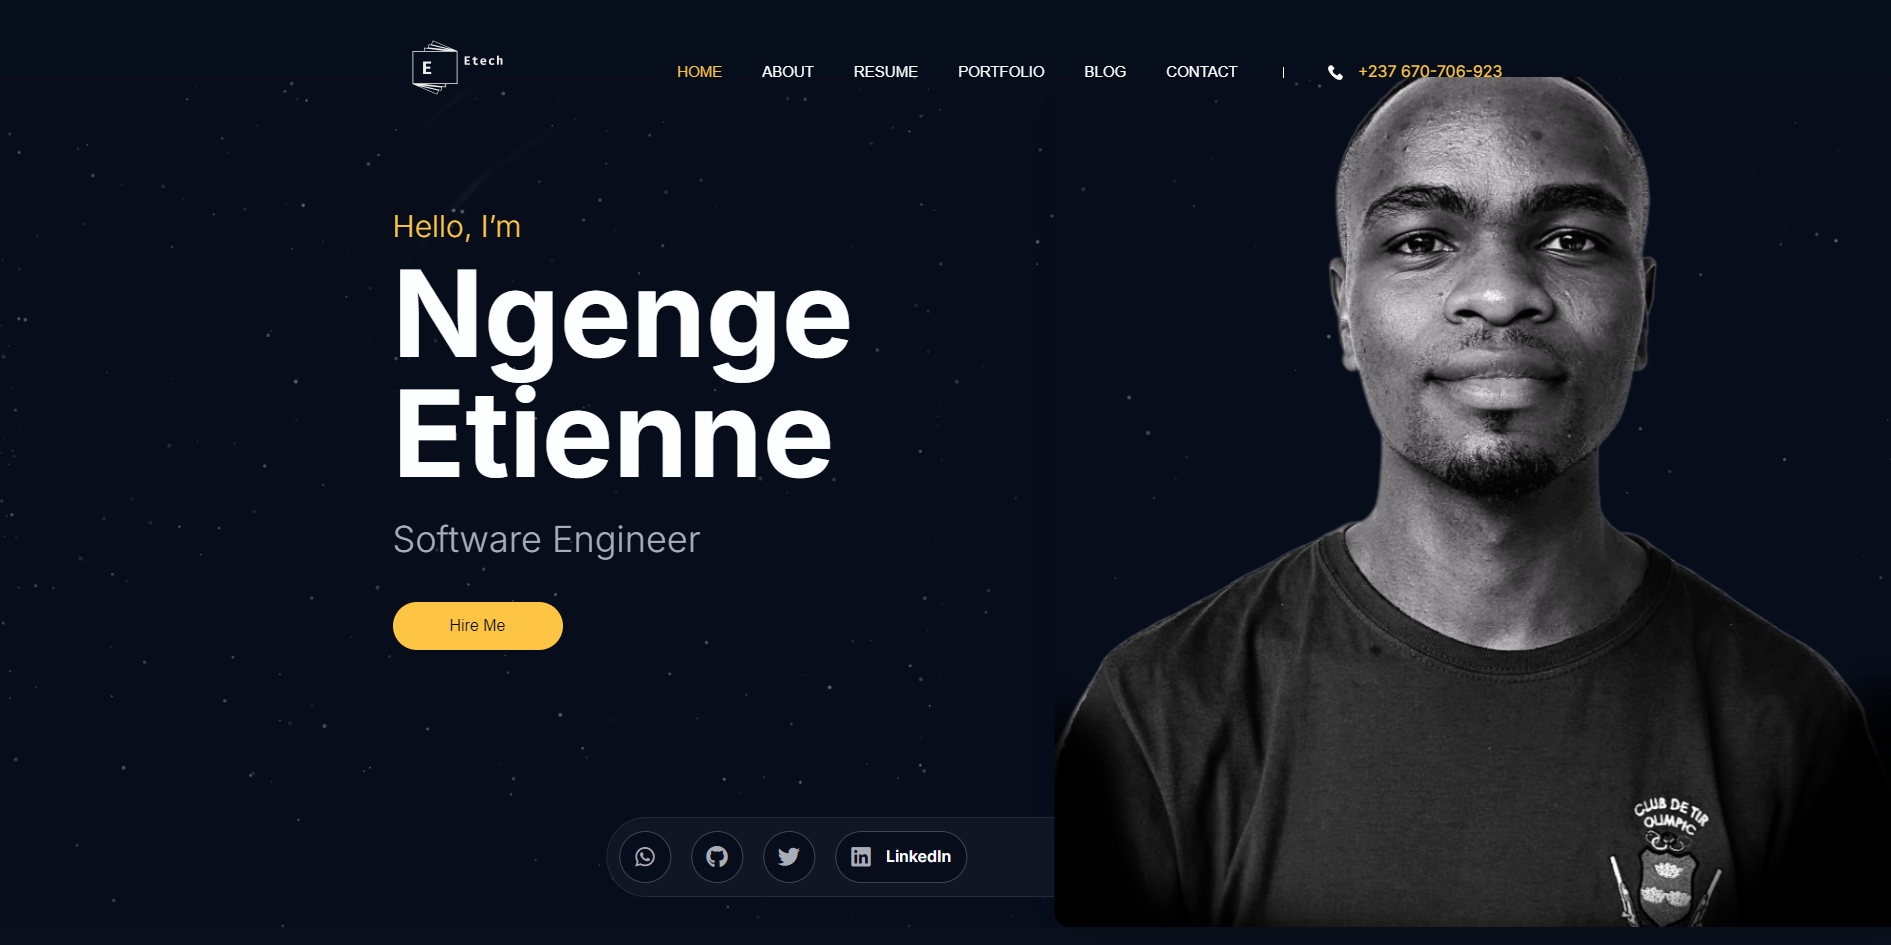 E Etech
HOME ABOUT RESUME PORTFOLIO BLOG CONTACT | +237 670-706-923
Hello, I’m
Ngenge
Etienne
Software Engineer
Hire Me
LinkedIn
CLUB DE TIR
OLIMPIC